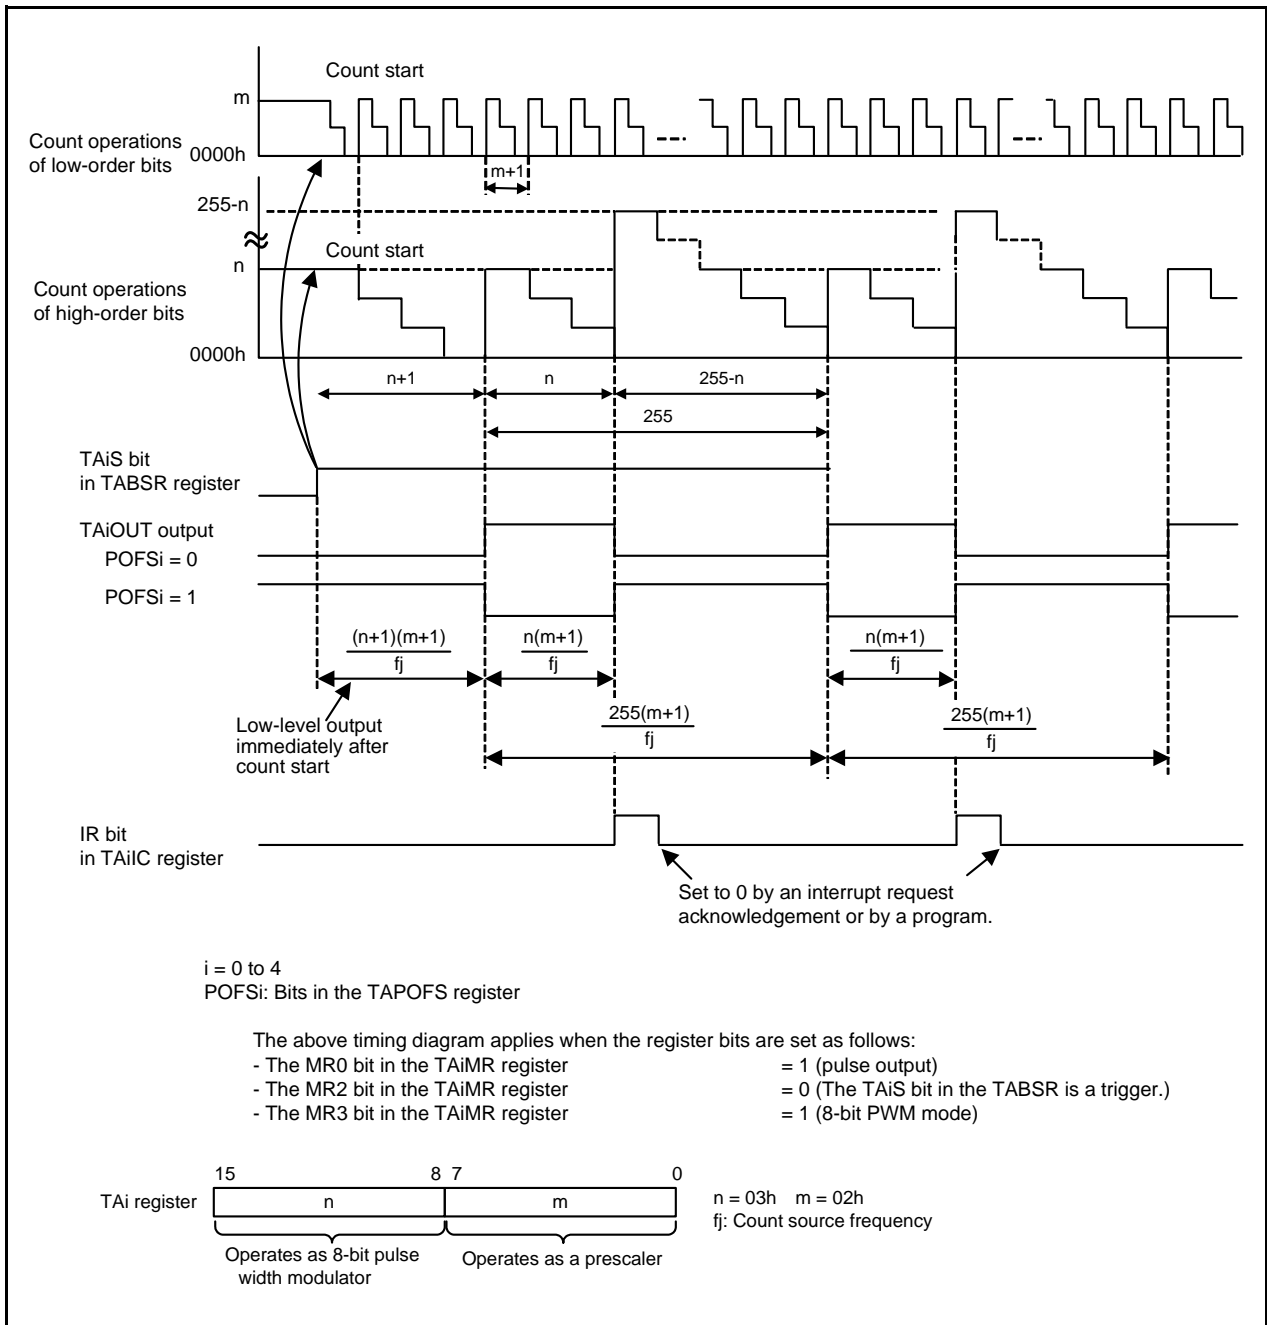 Count start
m
Count operations
of low-order bits
0000h
m+1
255-n
Count start
n
Count operations
of high-order bits
0000h
n+1
n
255-n
255
TAiS bit
in TABSR register
TAiOUT output
POFSi = 0
POFSi = 1
(n+1)(m+1)
fj
n(m+1)
fj
n(m+1)
fj
Low-level output
immediately after
count start
255(m+1)
fj
255(m+1)
fj
IR bit
in TAiIC register
Set to 0 by an interrupt request
acknowledgement or by a program.
i = 0 to 4
POFSi: Bits in the TAPOFS register
The above timing diagram applies when the register bits are set as follows:
- The MR0 bit in the TAiMR register = 1 (pulse output)
- The MR2 bit in the TAiMR register = 0 (The TAiS bit in the TABSR is a trigger.)
- The MR3 bit in the TAiMR register = 1 (8-bit PWM mode)
15 8 7 0
TAi register n m n = 03h m = 02h
fj: Count source frequency
Operates as 8-bit pulse
width modulator
Operates as a prescaler